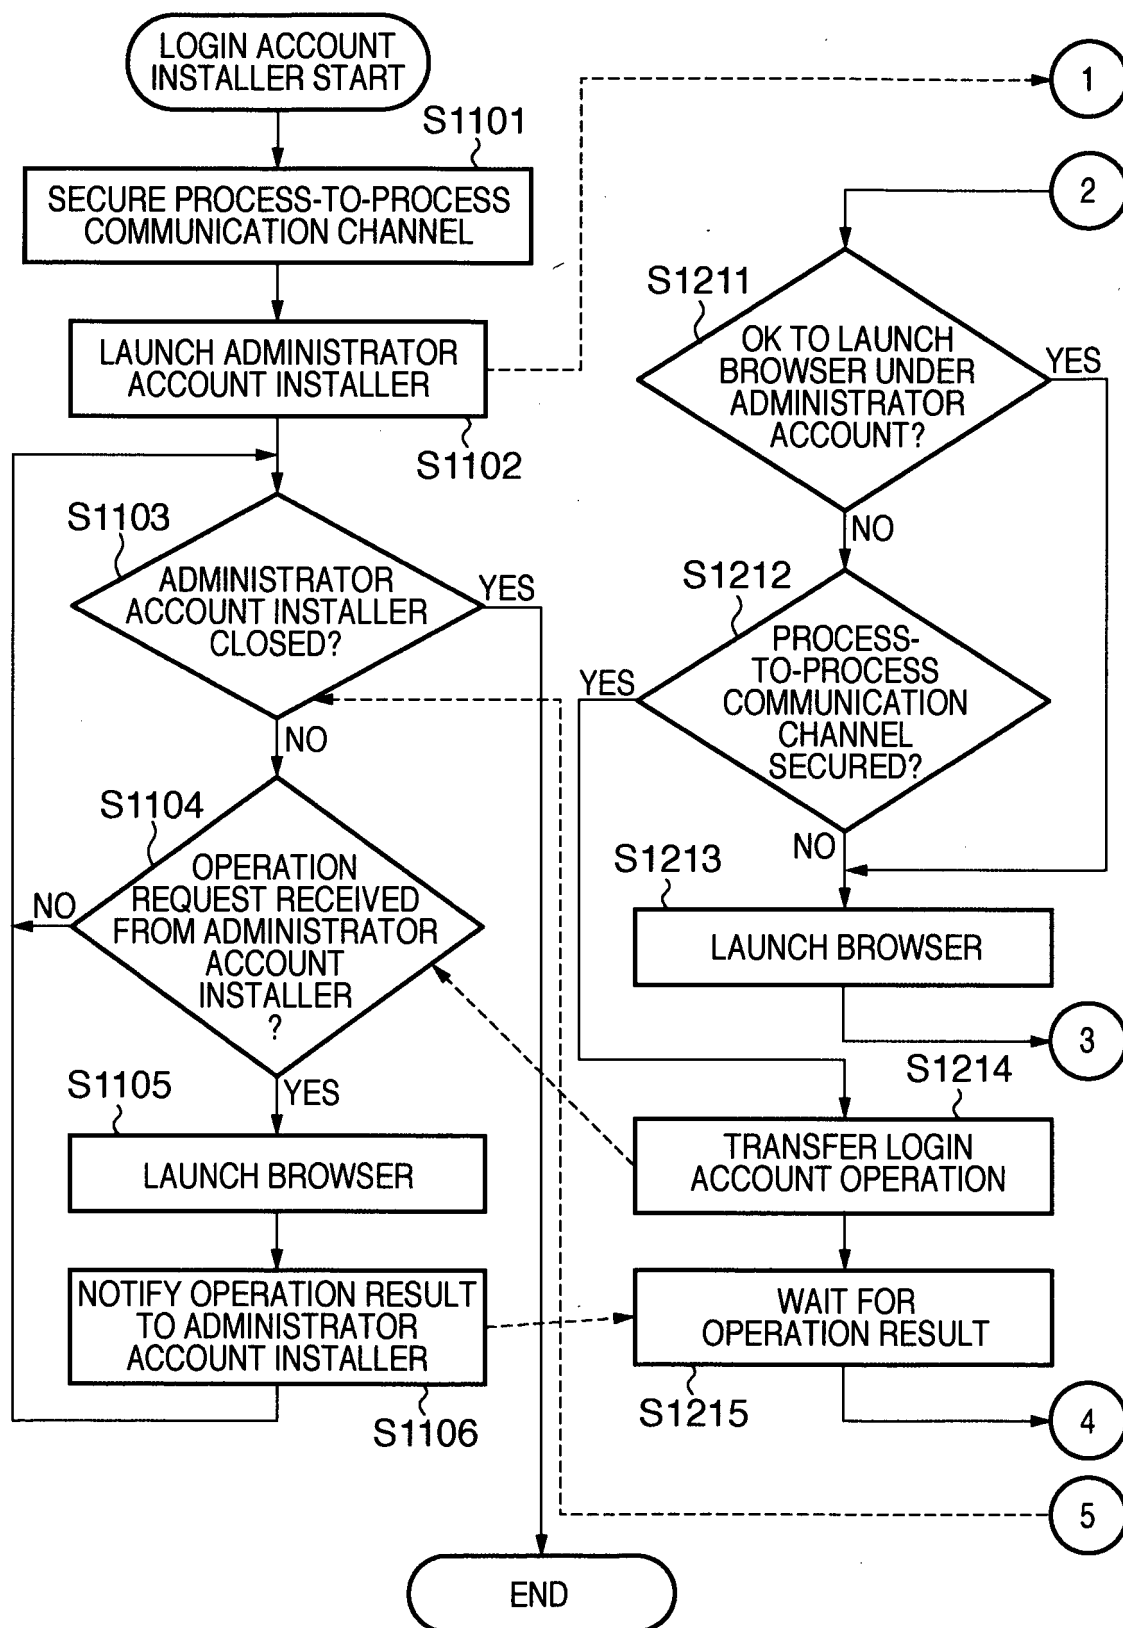 LOGIN ACCOUNT
INSTALLER START
S1101
SECURE PROCESS-TO-PROCESS
COMMUNICATION CHANNEL
LAUNCH ADMINISTRATOR
ACCOUNT INSTALLER
S1102
S1103
ADMINISTRATOR
ACCOUNT INSTALLER
CLOSED?
YES
NO
S1104
OPERATION
REQUEST RECEIVED
FROM ADMINISTRATOR
ACCOUNT
INSTALLER
?
NO
YES
S1105
LAUNCH BROWSER
NOTIFY OPERATION RESULT
TO ADMINISTRATOR
ACCOUNT INSTALLER
S1106
END
1
2
S1211
OK TO LAUNCH
BROWSER UNDER
ADMINISTRATOR
ACCOUNT?
YES
NO
S1212
PROCESS-
TO-PROCESS
COMMUNICATION
CHANNEL
SECURED?
YES
NO
S1213
LAUNCH BROWSER
3
S1214
TRANSFER LOGIN
ACCOUNT OPERATION
WAIT FOR
OPERATION RESULT
S1215
4
5